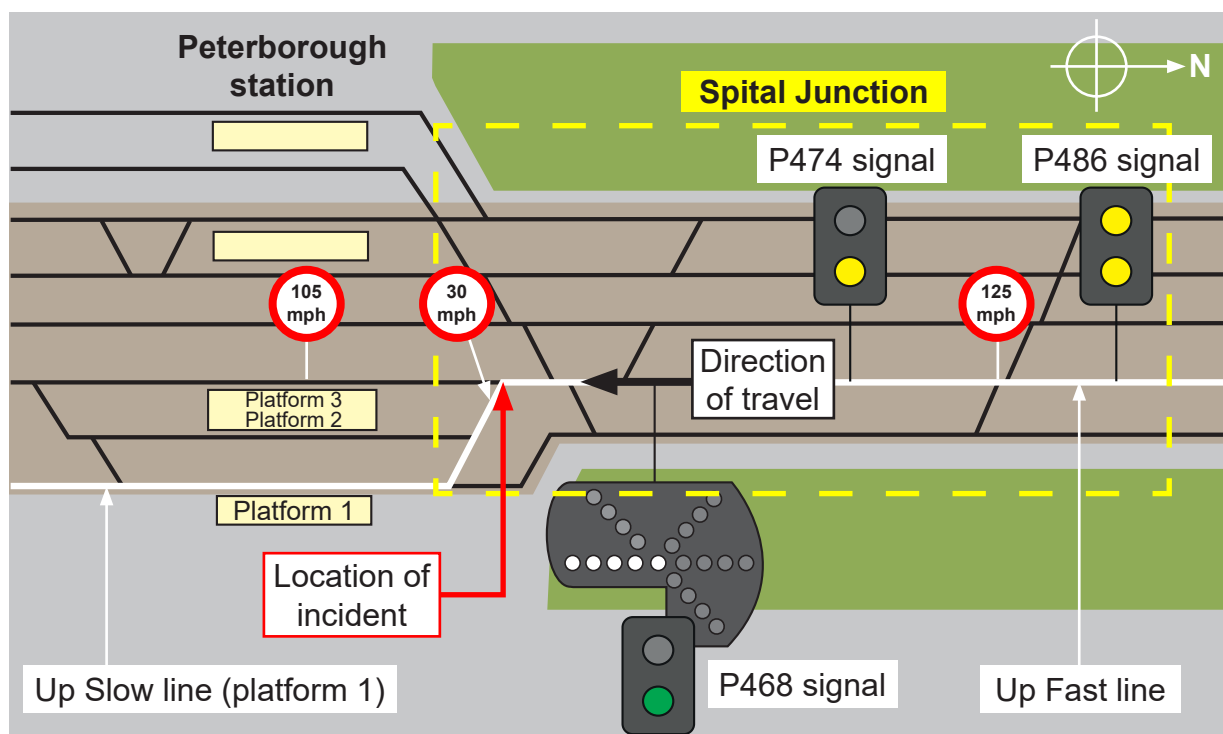 Peterborough
station
Spital Junction
N
P474 signal
P486 signal
105
mph
30
mph
125
mph
Direction
of travel
Platform 3
Platform 2
Platform 1
Location of
incident
Up Slow line (platform 1)
P468 signal
Up Fast line